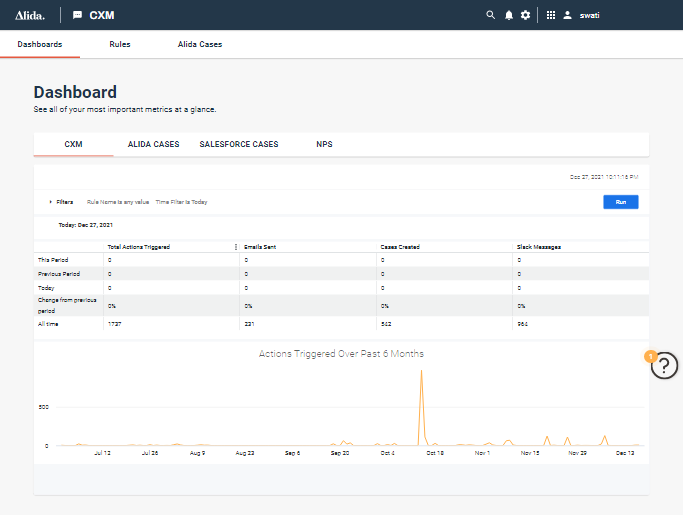 Alida. CXM swati
Dashboards Rules Alida Cases
Dashboard
See all of your most important metrics at a glance.
CXM ALIDA CASES SALESFORCE CASES NPS
Dec 27, 2021 10:11:16 PM
Filters Rule Name is any value Time Filter is Today Run
Today: Dec 27, 2021
Total Actions Triggered Emails Sent Cases Created Slack Messages
This Period 0 0 0 0
Previous Period 0 0 0 0
Today 0 0 0 0
Change from previous period 0% 0% 0% 0%
All time 1737 231 542 964
Actions Triggered Over Past 6 Months
1
?
500
0
Jul 12 Jul 26 Aug 9 Aug 23 Sep 6 Sep 20 Oct 4 Oct 18 Nov 1 Nov 15 Nov 29 Dec 13